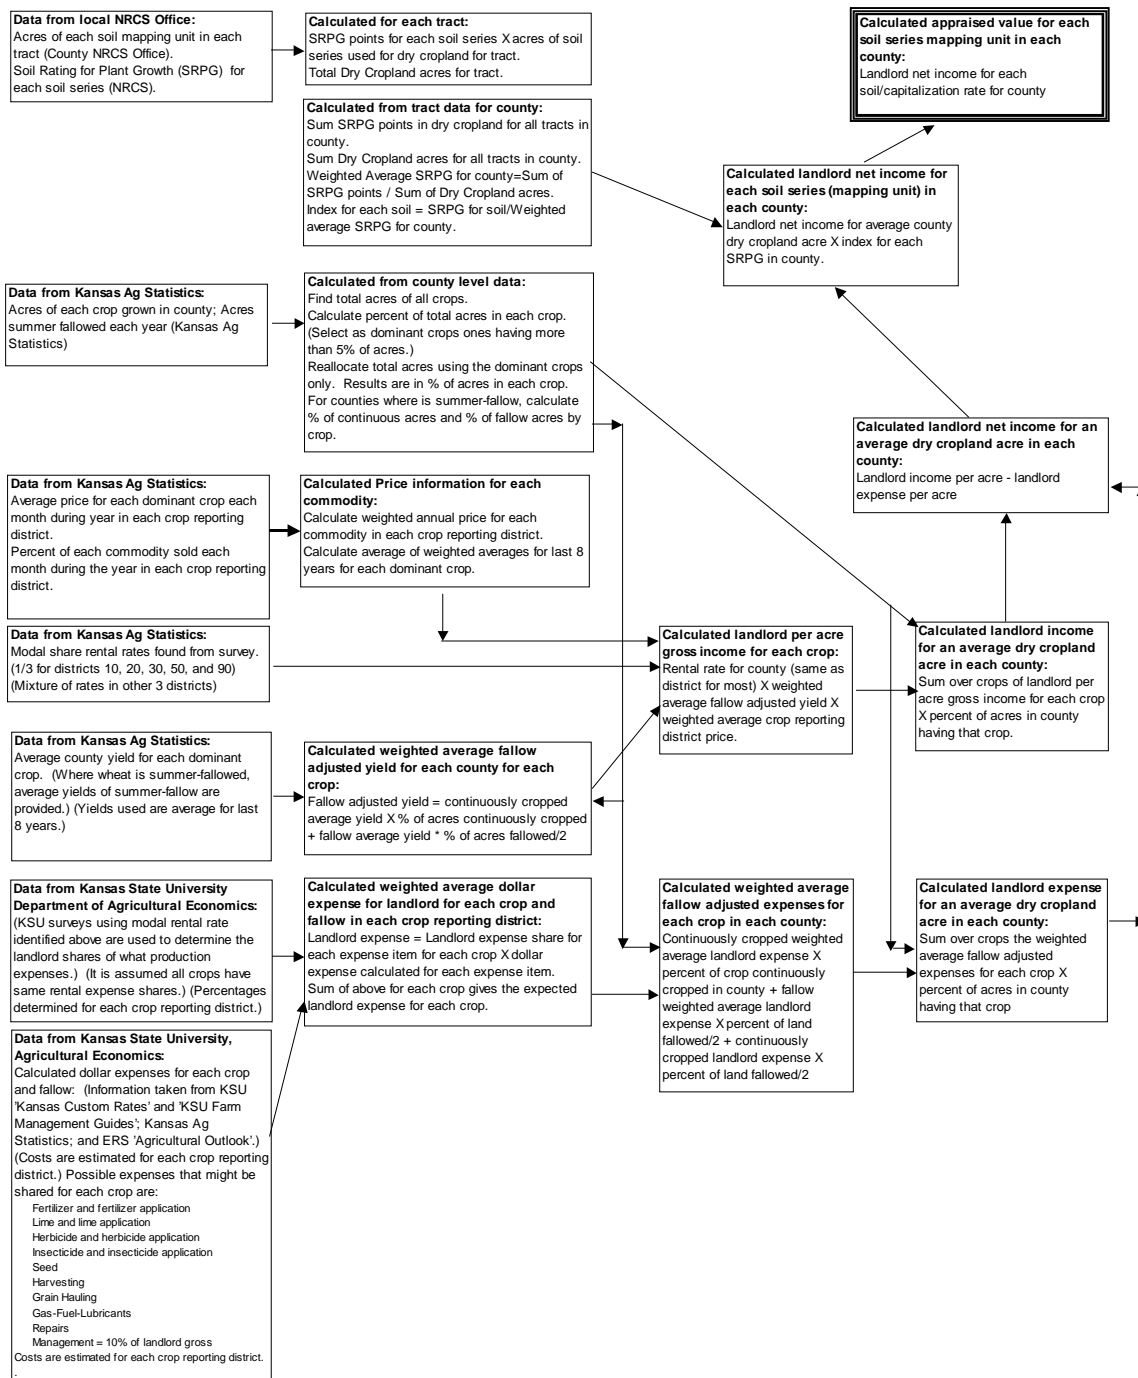 Data from local NRCS Office:
Acres of each soil mapping unit in each
tract (County NRCS Office).
Soil Rating for Plant Growth (SRPG) for
each soil series (NRCS).
Calculated for each tract:
SRPG points for each soil series X acres of soil
series used for dry cropland for tract.
Total Dry Cropland acres for tract.
Calculated appraised value for each
soil series mapping unit in each
county:
Landlord net income for each
soil/capitalization rate for county
Calculated from tract data for county:
Sum SRPG points in dry cropland for all tracts in
county.
Sum Dry Cropland acres for all tracts in county.
Weighted Average SRPG for county=Sum of
SRPG points / Sum of Dry Cropland acres.
Index for each soil = SRPG for soil/Weighted
average SRPG for county.
Calculated landlord net income for
each soil series (mapping unit) in
each county:
Landlord net income for average county
dry cropland acre X index for each
SRPG in county.
Data from Kansas Ag Statistics:
Acres of each crop grown in county; Acres
summer fallowed each year (Kansas Ag
Statistics)
Calculated from county level data:
Find total acres of all crops.
Calculate percent of total acres in each crop.
(Select as dominant crops ones having more
than 5% of acres.)
Reallocate total acres using the dominant crops
only. Results are in % of acres in each crop.
For counties where is summer-fallow, calculate
% of continuous acres and % of fallow acres by
crop.
Calculated landlord net income for an
average dry cropland acre in each
county:
Landlord income per acre - landlord
expense per acre
Data from Kansas Ag Statistics:
Average price for each dominant crop each
month during year in each crop reporting
district.
Percent of each commodity sold each
month during the year in each crop reporting
district.
Calculated Price information for each
commodity:
Calculate weighted annual price for each
commodity in each crop reporting district.
Calculate average of weighted averages for last 8
years for each dominant crop.
Data from Kansas Ag Statistics:
Modal share rental rates found from survey.
(1/3 for districts 10, 20, 30, 50, and 90)
(Mixture of rates in other 3 districts)
Calculated landlord per acre
gross income for each crop:
Rental rate for county (same as
district for most) X weighted
average fallow adjusted yield X
weighted average crop reporting
district price.
Calculated landlord income
for an average dry cropland
acre in each county:
Sum over crops of landlord per
acre gross income for each crop
X percent of acres in county
having that crop.
Data from Kansas Ag Statistics:
Average county yield for each dominant
crop. (Where wheat is summer-fallowed,
average yields of summer-fallow are
provided.) (Yields used are average for last
8 years.)
Calculated weighted average fallow
adjusted yield for each county for each
crop:
Fallow adjusted yield = continuously cropped
average yield X % of acres continuously cropped
+ fallow average yield * % of acres fallowed/2
Data from Kansas State University
Department of Agricultural Economics:
(KSU surveys using modal rental rate
identified above are used to determine the
landlord shares of what production
expenses.) (It is assumed all crops have
same rental expense shares.) (Percentages
determined for each crop reporting district.)
Calculated weighted average dollar
expense for landlord for each crop and
fallow in each crop reporting district:
Landlord expense = Landlord expense share for
each expense item for each crop X dollar
expense calculated for each expense item.
Sum of above for each crop gives the expected
landlord expense for each crop.
Calculated weighted average
fallow adjusted expenses for
each crop in each county:
Continuously cropped weighted
average landlord expense X
percent of crop continuously
cropped in county + fallow
weighted average landlord
expense X percent of land
fallowed/2 + continuously
cropped landlord expense X
percent of land fallowed/2
Calculated landlord expense
for an average dry cropland
acre in each county:
Sum over crops the weighted
average fallow adjusted
expenses for each crop X
percent of acres in county
having that crop
Data from Kansas State University,
Agricultural Economics:
Calculated dollar expenses for each crop
and fallow: (Information taken from KSU
'Kansas Custom Rates' and 'KSU Farm
Management Guides'; Kansas Ag
Statistics; and ERS 'Agricultural Outlook'.)
(Costs are estimated for each crop reporting
district.) Possible expenses that might be
shared for each crop are:
Fertilizer and fertilizer application
Lime and lime application
Herbicide and herbicide application
Insecticide and insecticide application
Seed
Harvesting
Grain Hauling
Gas-Fuel-Lubricants
Repairs
Management = 10% of landlord gross
Costs are estimated for each crop reporting district.
.